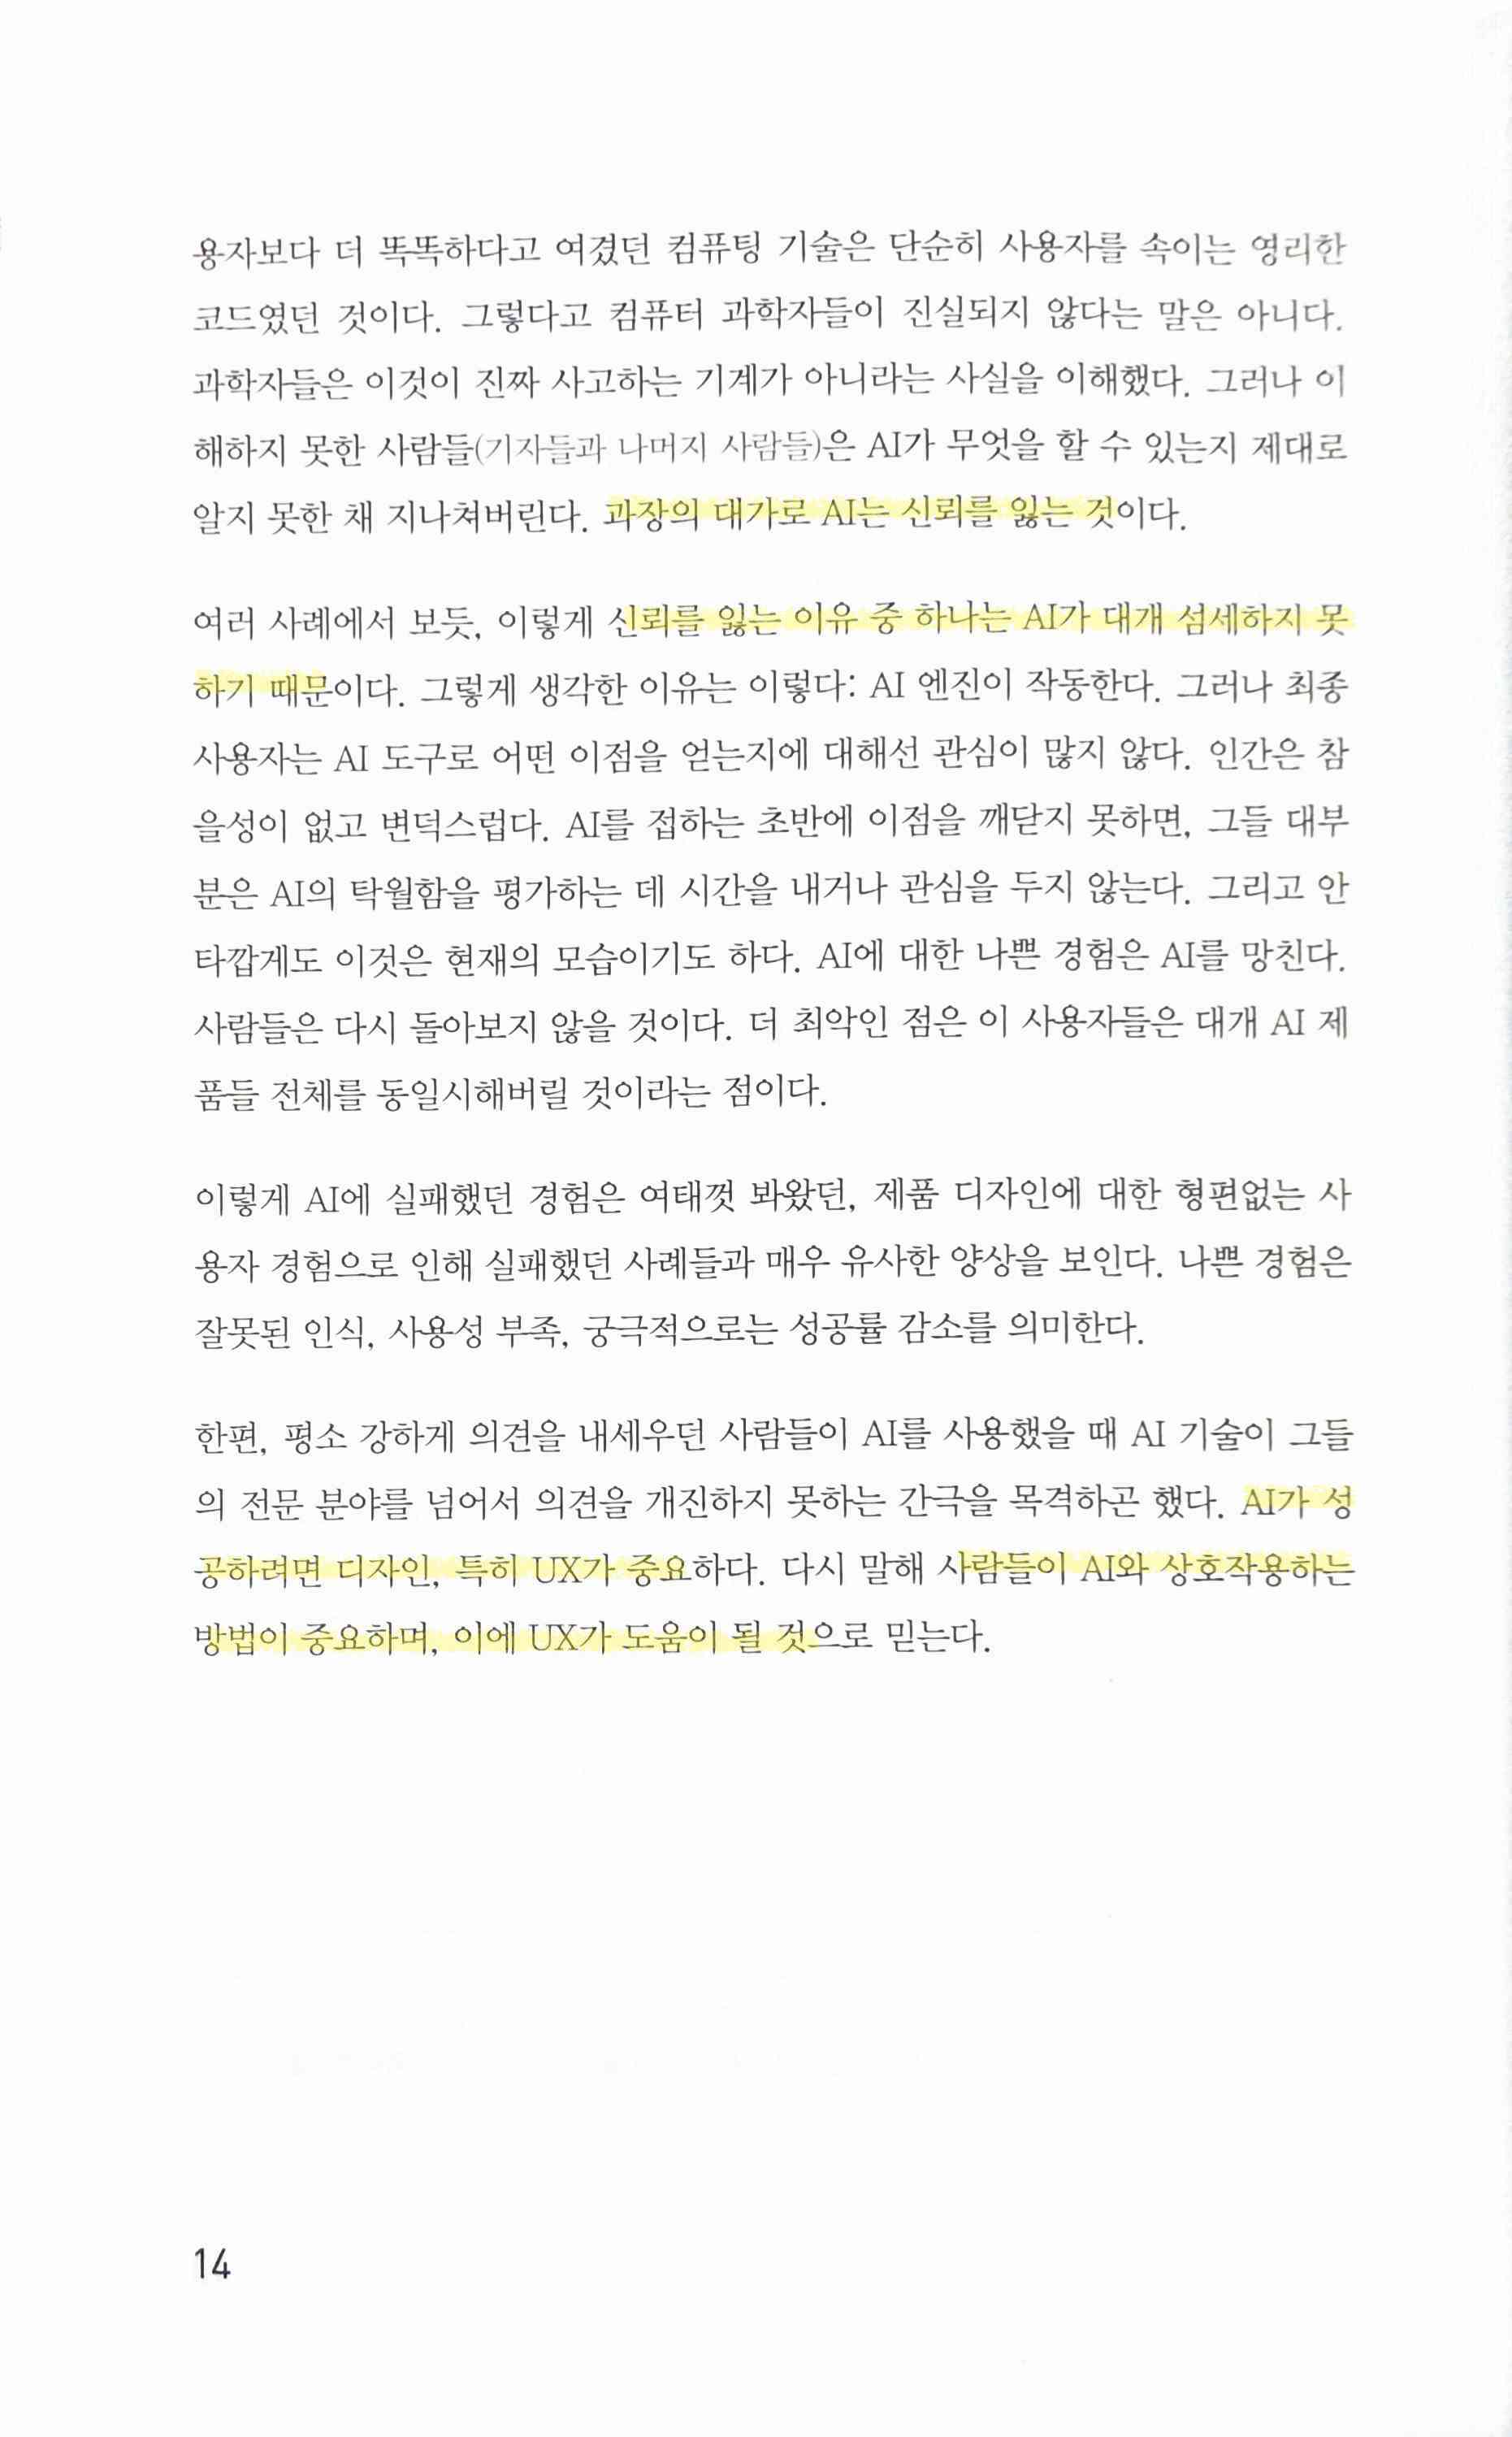 용자보다 더 똑똑하다고 여겼던 컴퓨팅 기술은 단순히 사용자를 속이는 영리한
코드였던 것이다. 그렇다고 컴퓨터 과학자들이 진실되지 않다는 말은 아니다.
과학자들은 이것이 진짜 사고하는 기계가 아니라는 사실을 이해했다. 그러나 이
해하지 못한 사람들(기자들과 나머지 사람들)은 AI가 무엇을 할 수 있는지 제대로
알지 못한 채 지나쳐버린다. 과장의 대가로 AI는 신뢰를 잃는 것이다.
여러 사례에서 보듯, 이렇게 신뢰를 잃는 이유 중 하나는 AI가 대개 섬세하지 못
하기 때문이다. 그렇게 생각한 이유는 이렇다: AI 엔진이 작동한다. 그러나 최종
사용자는 AI 도구로 어떤 이점을 얻는지에 대해선 관심이 많지 않다. 인간은 참
을성이 없고 변덕스럽다. AI를 접하는 초반에 이점을 깨닫지 못하면, 그들 대부
분은 AI의 탁월함을 평가하는 데 시간을 내거나 관심을 두지 않는다. 그리고 안
타깝게도 이것은 현재의 모습이기도 하다. AI에 대한 나쁜 경험은 AI를 망친다.
사람들은 다시 돌아보지 않을 것이다. 더 최악인 점은 이 사용자들은 대개 AI 제
품들 전체를 동일시해버릴 것이라는 점이다.
이렇게 AI에 실패했던 경험은 여태껏 봐왔던, 제품 디자인에 대한 형편없는 사
용자 경험으로 인해 실패했던 사례들과 매우 유사한 양상을 보인다. 나쁜 경험은
잘못된 인식, 사용성 부족, 궁극적으로는 성공률 감소를 의미한다.
한편, 평소 강하게 의견을 내세우던 사람들이 AI를 사용했을 때 AI 기술이 그들
의 전문 분야를 넘어서 의견을 개진하지 못하는 간극을 목격하곤 했다. AI가 성
공하려면 디자인, 특히 UX가 중요하다. 다시 말해 사람들이 AI와 상호작용하는
방법이 중요하며, 이에 UX가 도움이 될 것으로 믿는다.
14